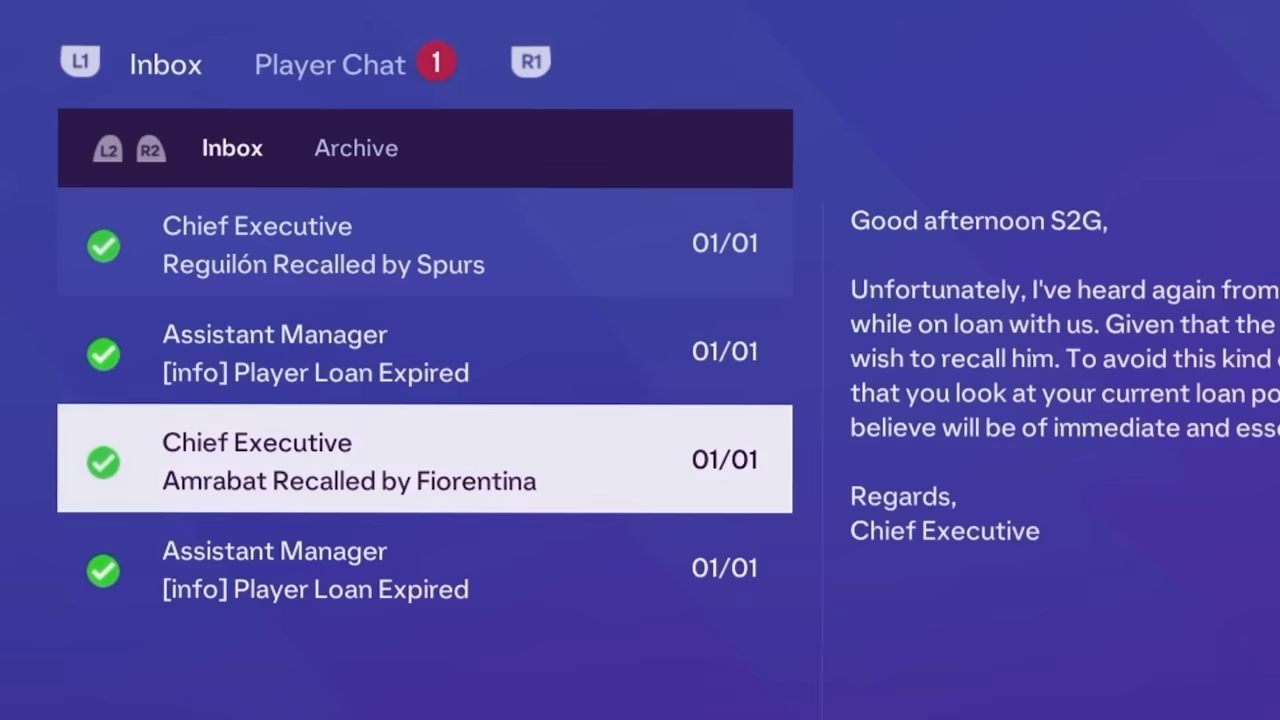 L1 Inbox Player Chat 1 R1
L2 R2 Inbox Archive
Chief Executive
Reguilón Recalled by Spurs
01/01
Assistant Manager
[info] Player Loan Expired
01/01
Chief Executive
Amrabat Recalled by Fiorentina
01/01
Assistant Manager
[info] Player Loan Expired
01/01
Good afternoon S2G,
Unfortunately, I've heard again from
while on loan with us. Given that the
wish to recall him. To avoid this kind
that you look at your current loan
believe will be of immediate and
Regards,
Chief Executive